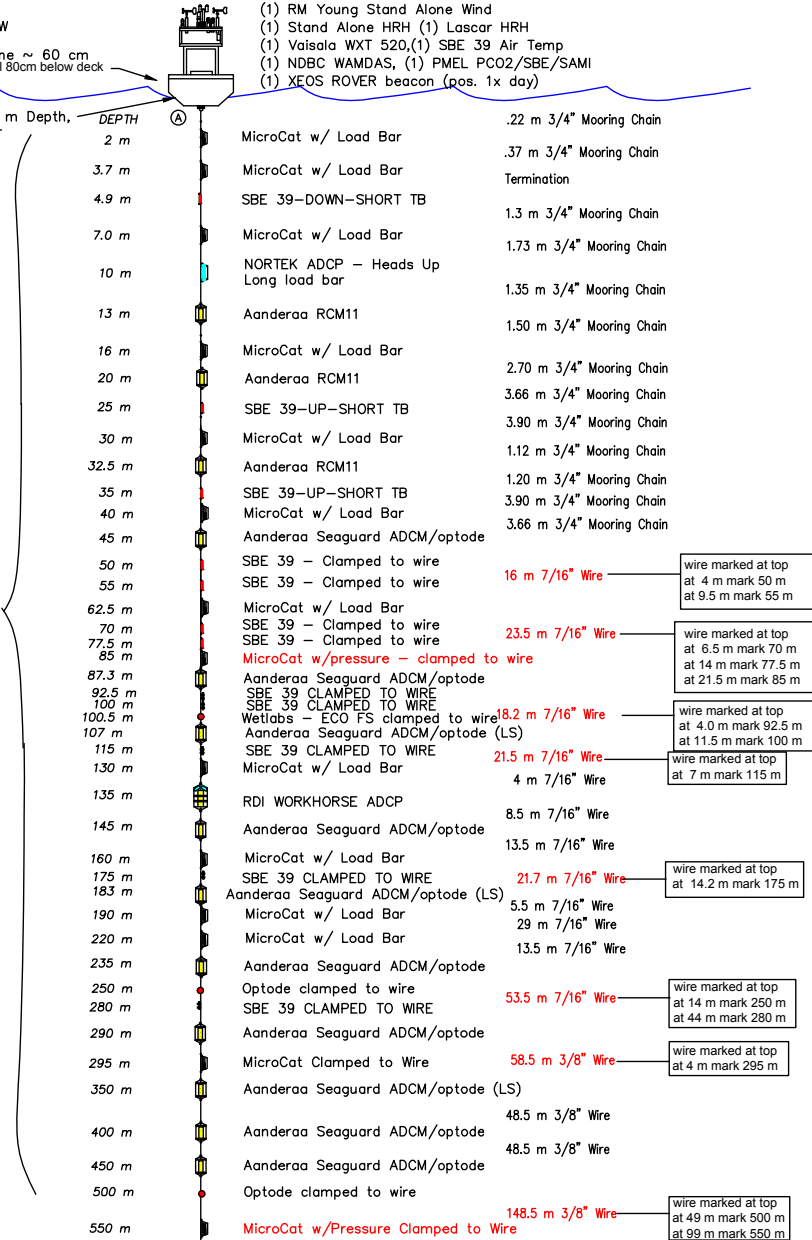 W
ne ~ 60 cm
l 80cm below deck
m Depth,
(1) RM Young Stand Alone Wind
(1) Stand Alone HRH (1) Lascar HRH
(1) Vaisala WXT 520,(1) SBE 39 Air Temp
(1) NDBC WAMDAS, (1) PMEL PCO2/SBE/SAMI
(1) XEOS ROVER beacon (pos. 1x day)
DEPTH
A
.22 m 3/4" Mooring Chain
2 m MicroCat w/ Load Bar
.37 m 3/4" Mooring Chain
3.7 m MicroCat w/ Load Bar
Termination
4.9 m SBE 39-DOWN-SHORT TB
1.3 m 3/4" Mooring Chain
7.0 m MicroCat w/ Load Bar
1.73 m 3/4" Mooring Chain
10 m NORTEK ADCP - Heads Up
Long load bar
1.35 m 3/4" Mooring Chain
13 m Aanderaa RCM11
1.50 m 3/4" Mooring Chain
16 m MicroCat w/ Load Bar
2.70 m 3/4" Mooring Chain
20 m Aanderaa RCM11
3.66 m 3/4" Mooring Chain
25 m SBE 39-UP-SHORT TB
3.90 m 3/4" Mooring Chain
30 m MicroCat w/ Load Bar
1.12 m 3/4" Mooring Chain
32.5 m Aanderaa RCM11
1.20 m 3/4" Mooring Chain
35 m SBE 39-UP-SHORT TB
3.90 m 3/4" Mooring Chain
40 m MicroCat w/ Load Bar
3.66 m 3/4" Mooring Chain
45 m Aanderaa Seaguard ADCM/optode
50 m SBE 39 - Clamped to wire
16 m 7/16" Wire
wire marked at top
at 4 m mark 50 m
at 9.5 m mark 55 m
55 m SBE 39 - Clamped to wire
62.5 m MicroCat w/ Load Bar
70 m SBE 39 - Clamped to wire
23.5 m 7/16" Wire
wire marked at top
at 6.5 m mark 70 m
at 14 m mark 77.5 m
at 21.5 m mark 85 m
77.5 m SBE 39 - Clamped to wire
85 m MicroCat w/pressure - clamped to wire
87.3 m Aanderaa Seaguard ADCM/optode
92.5 m SBE 39 CLAMPED TO WIRE
100 m SBE 39 CLAMPED TO WIRE
100.5 m Wetlabs - ECO FS clamped to wire
18.2 m 7/16" Wire
wire marked at top
at 4.0 m mark 92.5 m
at 11.5 m mark 100 m
107 m Aanderaa Seaguard ADCM/optode (LS)
115 m SBE 39 CLAMPED TO WIRE
21.5 m 7/16" Wire
wire marked at top
at 7 m mark 115 m
130 m MicroCat w/ Load Bar
4 m 7/16" Wire
135 m RDI WORKHORSE ADCP
8.5 m 7/16" Wire
145 m Aanderaa Seaguard ADCM/optode
13.5 m 7/16" Wire
160 m MicroCat w/ Load Bar
175 m SBE 39 CLAMPED TO WIRE
21.7 m 7/16" Wire
wire marked at top
at 14.2 m mark 175 m
183 m Aanderaa Seaguard ADCM/optode (LS)
5.5 m 7/16" Wire
190 m MicroCat w/ Load Bar
29 m 7/16" Wire
220 m MicroCat w/ Load Bar
13.5 m 7/16" Wire
235 m Aanderaa Seaguard ADCM/optode
250 m Optode clamped to wire
53.5 m 7/16" Wire
wire marked at top
at 14 m mark 250 m
at 44 m mark 280 m
280 m SBE 39 CLAMPED TO WIRE
290 m Aanderaa Seaguard ADCM/optode
295 m MicroCat Clamped to Wire
58.5 m 3/8" Wire
wire marked at top
at 4 m mark 295 m
350 m Aanderaa Seaguard ADCM/optode (LS)
48.5 m 3/8" Wire
400 m Aanderaa Seaguard ADCM/optode
48.5 m 3/8" Wire
450 m Aanderaa Seaguard ADCM/optode
500 m Optode clamped to wire
148.5 m 3/8" Wire
wire marked at top
at 49 m mark 500 m
at 99 m mark 550 m
550 m MicroCat w/Pressure Clamped to Wire